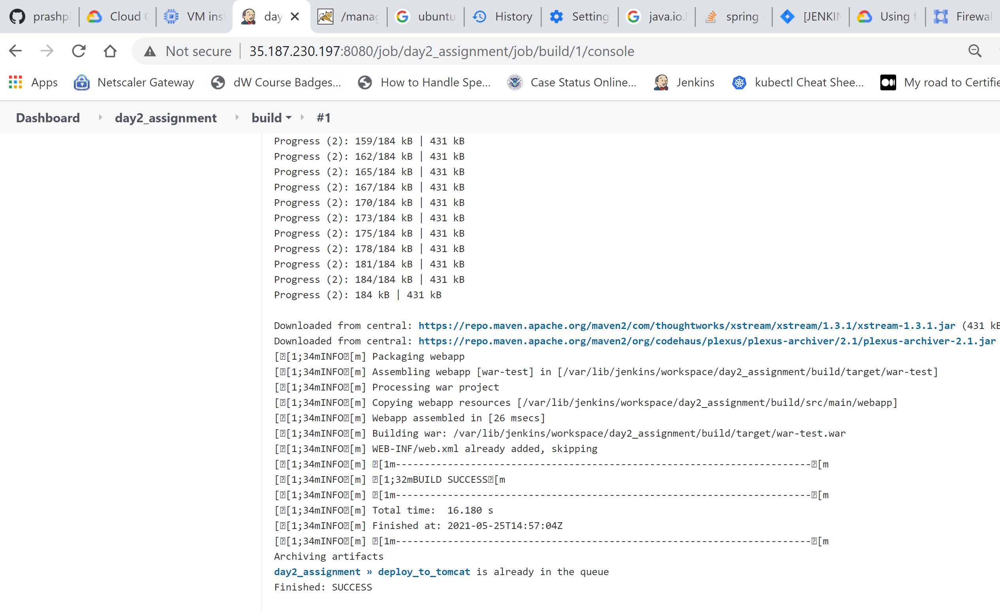 prashpl Cloud VM inst day /manag ubuntu History Setting java.io. spring [JENKIN Using f Firewal
Not secure 35.187.230.197:8080/job/day2_assignment/job/build/1/console
Apps Netscaler Gateway dW Course Badges... How to Handle Spe... Case Status Online... Jenkins kubectl Cheat Shee... My road to Certifie
Dashboard day2_assignment build #1
Progress (2): 159/184 kB | 431 kB
Progress (2): 162/184 kB | 431 kB
Progress (2): 165/184 kB | 431 kB
Progress (2): 167/184 kB | 431 kB
Progress (2): 170/184 kB | 431 kB
Progress (2): 173/184 kB | 431 kB
Progress (2): 175/184 kB | 431 kB
Progress (2): 178/184 kB | 431 kB
Progress (2): 181/184 kB | 431 kB
Progress (2): 184/184 kB | 431 kB
Progress (2): 184 kB | 431 kB
Downloaded from central: https://repo.maven.apache.org/maven2/com/thoughtworks/xstream/xstream/1.3.1/xstream-1.3.1.jar (431 kB
Downloaded from central: https://repo.maven.apache.org/maven2/org/codehaus/plexus/plexus-archiver/2.1/plexus-archiver-2.1.jar
[�[1;34mINFO�[m] Packaging webapp
[�[1;34mINFO�[m] Assembling webapp [war-test] in [/var/lib/jenkins/workspace/day2_assignment/build/target/war-test]
[�[1;34mINFO�[m] Processing war project
[�[1;34mINFO�[m] Copying webapp resources [/var/lib/jenkins/workspace/day2_assignment/build/src/main/webapp]
[�[1;34mINFO�[m] Webapp assembled in [26 msecs]
[�[1;34mINFO�[m] Building war: /var/lib/jenkins/workspace/day2_assignment/build/target/war-test.war
[�[1;34mINFO�[m] WEB-INF/web.xml already added, skipping
[�[1;34mINFO�[m] �[1m------------------------------------------------------------------------�[m
[�[1;34mINFO�[m] �[1;32mBUILD SUCCESS�[m
[�[1;34mINFO�[m] �[1m------------------------------------------------------------------------�[m
[�[1;34mINFO�[m] Total time:  16.180 s
[�[1;34mINFO�[m] Finished at: 2021-05-25T14:57:04Z
[�[1;34mINFO�[m] �[1m------------------------------------------------------------------------�[m
Archiving artifacts
day2_assignment » deploy_to_tomcat is already in the queue
Finished: SUCCESS